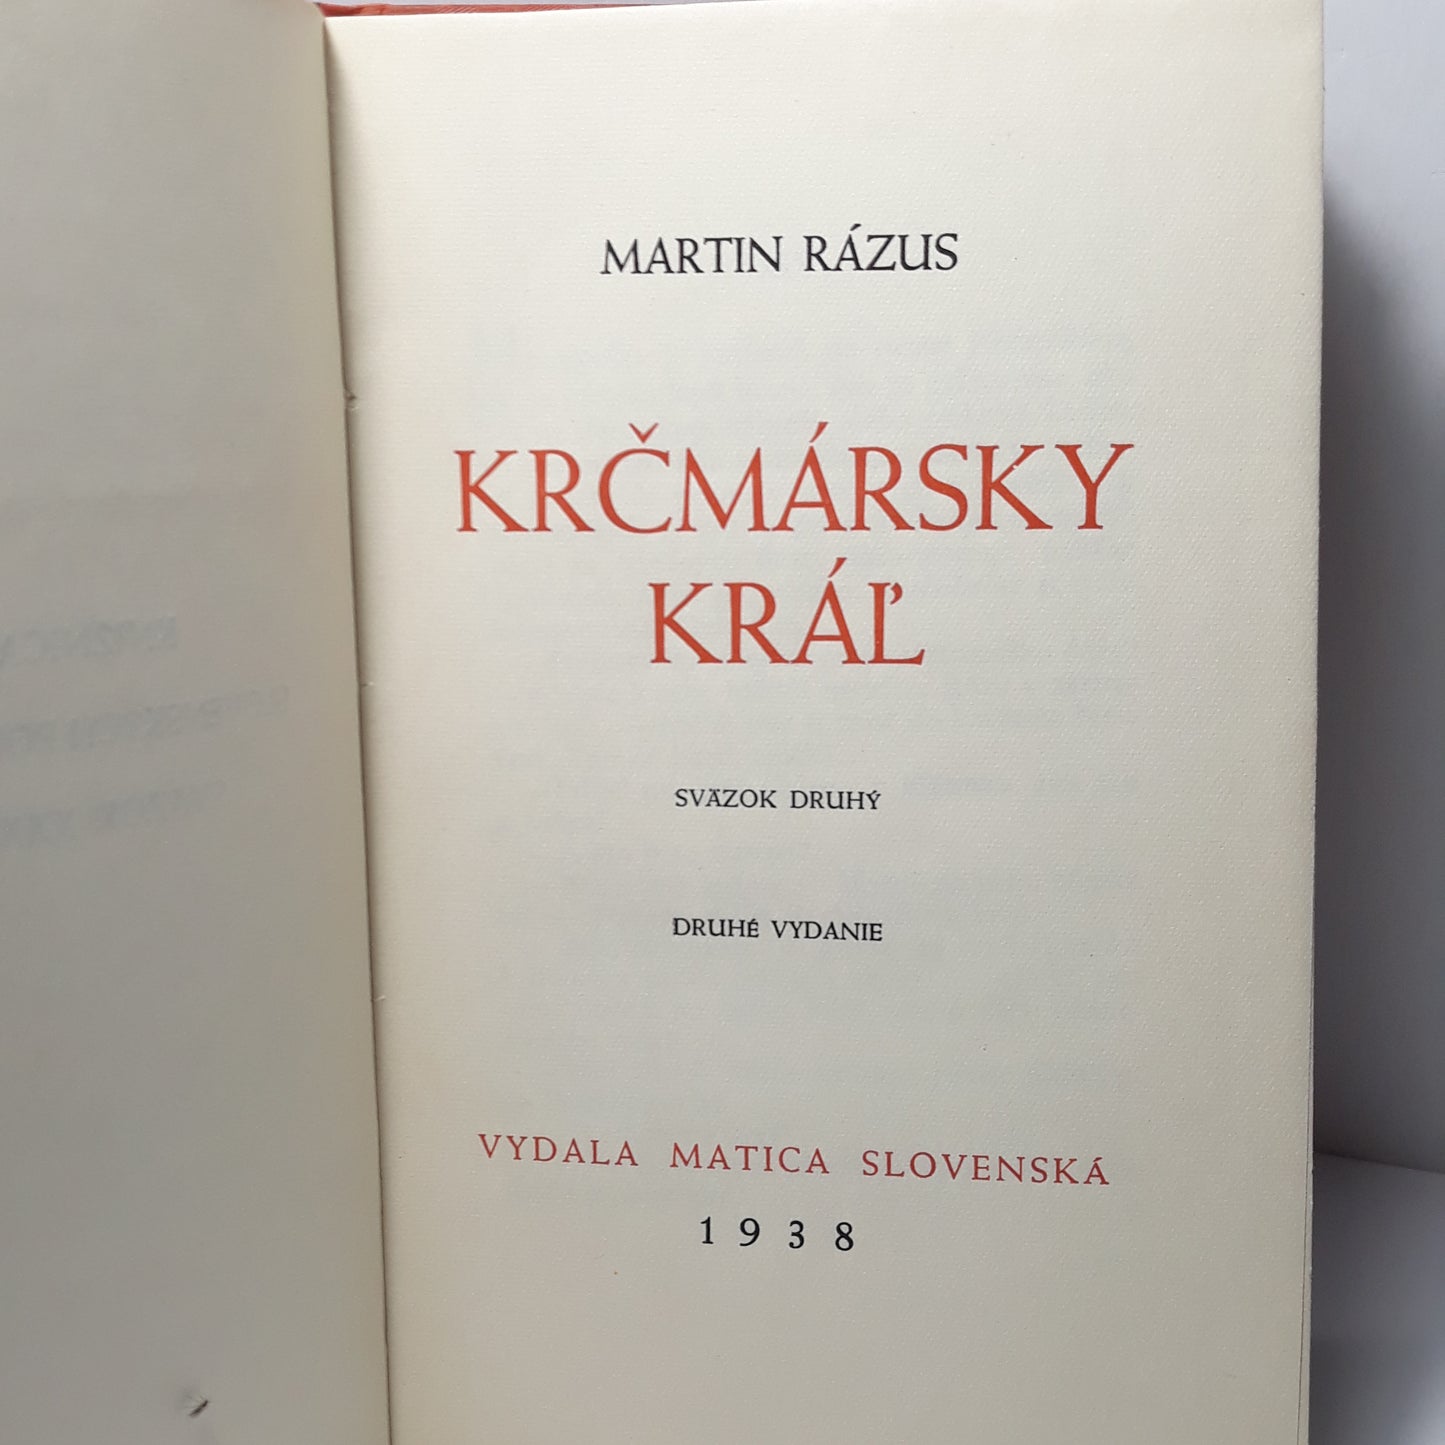 MARTIN RÁZUS
KRČMÁRSKY
KRÁĽ
SVÄZOK DRUHÝ
DRUHÉ VYDANIE
VYDALA MATICA SLOVENSKÁ
1938